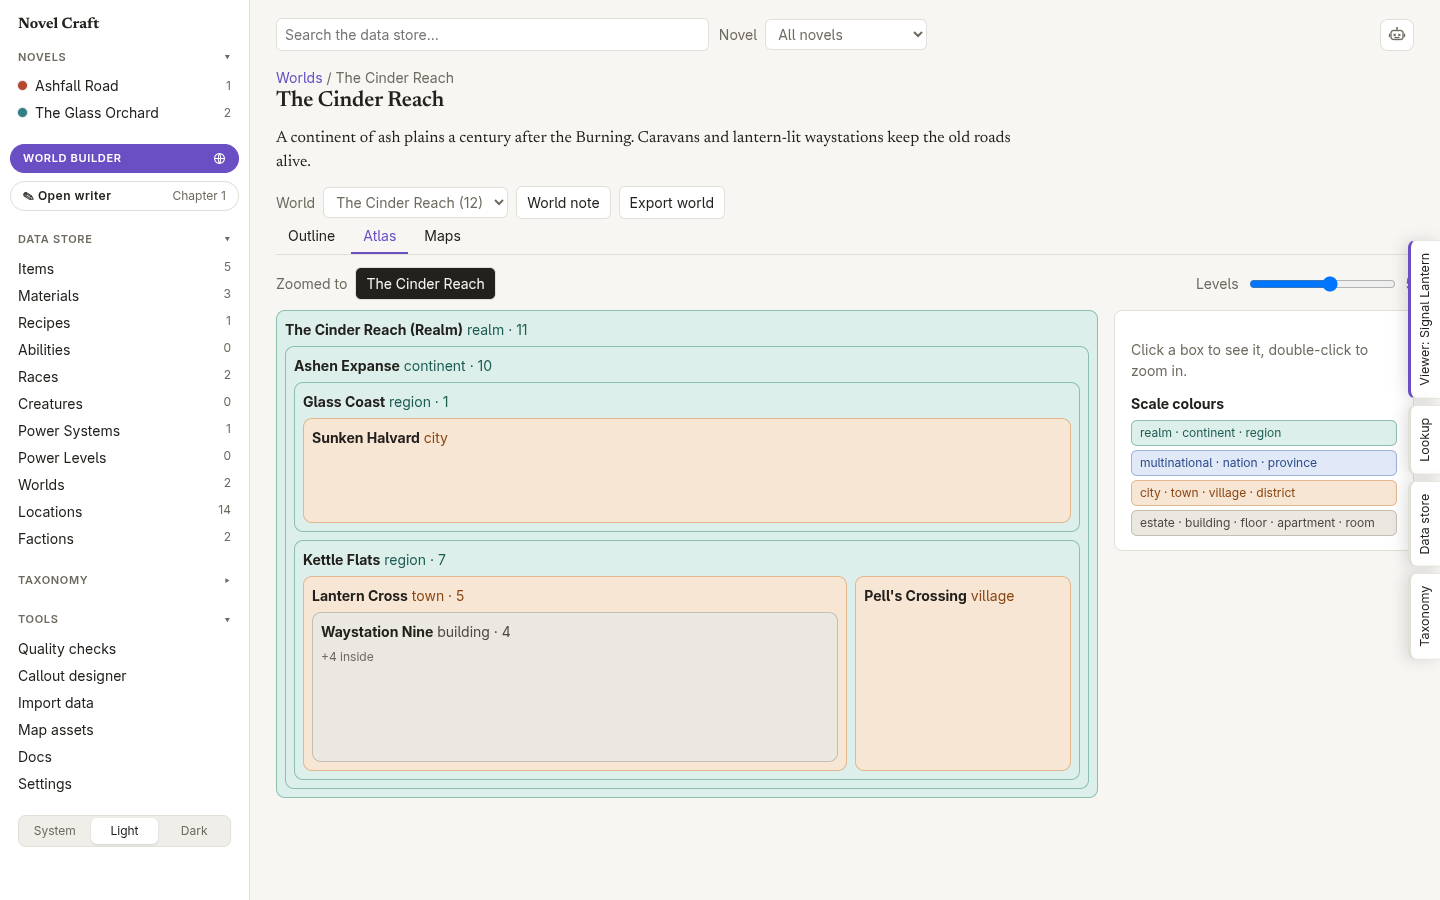 Novel Craft
NOVELS
Ashfall Road 1
The Glass Orchard 2
WORLD BUILDER
Open writer Chapter 1
DATA STORE
Items 5
Materials 3
Recipes 1
Abilities 0
Races 2
Creatures 0
Power Systems 1
Power Levels 0
Worlds 2
Locations 14
Factions 2
TAXONOMY
TOOLS
Quality checks
Callout designer
Import data
Map assets
Docs
Settings
System Light Dark
Search the data store...
Novel All novels
Worlds / The Cinder Reach
The Cinder Reach
A continent of ash plains a century after the Burning. Caravans and lantern-lit waystations keep the old roads
alive.
World The Cinder Reach (12) World note Export world
Outline Atlas Maps
Zoomed to The Cinder Reach
Levels
The Cinder Reach (Realm) realm · 11
Ashen Expanse continent · 10
Glass Coast region · 1
Sunken Halvard city
Kettle Flats region · 7
Lantern Cross town · 5
Waystation Nine building · 4
+4 inside
Pell's Crossing village
Click a box to see it, double-click to
zoom in.
Scale colours
realm · continent · region
multinational · nation · province
city · town · village · district
estate · building · floor · apartment · room
Viewer: Signal Lantern
Lookup
Data store
Taxonomy